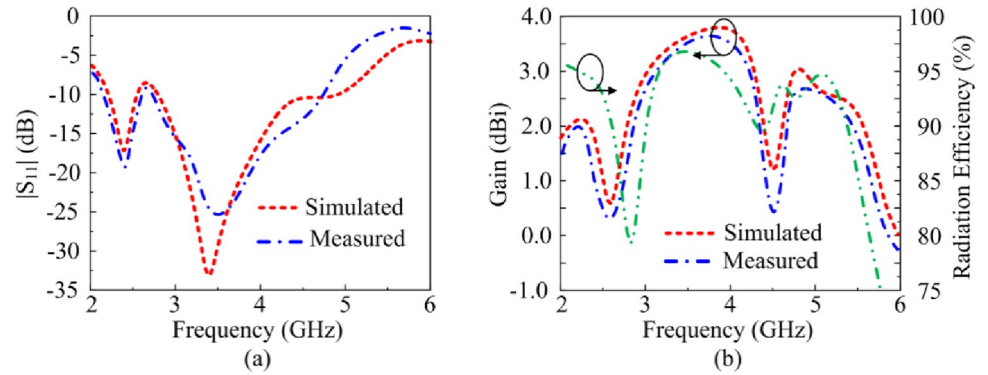 0
-5
-10
-15
-20
-25
-30
-35
|S11| (dB)
2 3 4 5 6
Frequency (GHz)
Simulated
Measured
(a)
4.0
3.0
2.0
1.0
0.0
-1.0
Gain (dBi)
2 3 4 5 6
Frequency (GHz)
Simulated
Measured
100
95
90
85
80
75
Radiation Efficiency (%)
(b)